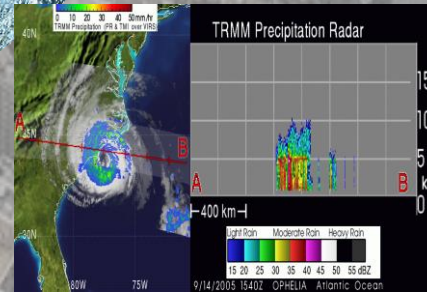 0 10 20 30 40 50mm/hr
TRMM Precipitation (PR & TMI over VIRS)
40N
A
35N
B
30N
80W 75W
TRMM Precipitation Radar
15
10
5
k
0
A B
400 km
Light Rain Moderate Rain Heavy Rain
15 20 25 30 35 40 45 50 55 dBZ
9/14/2005 1540Z OPHELIA Atlantic Ocean